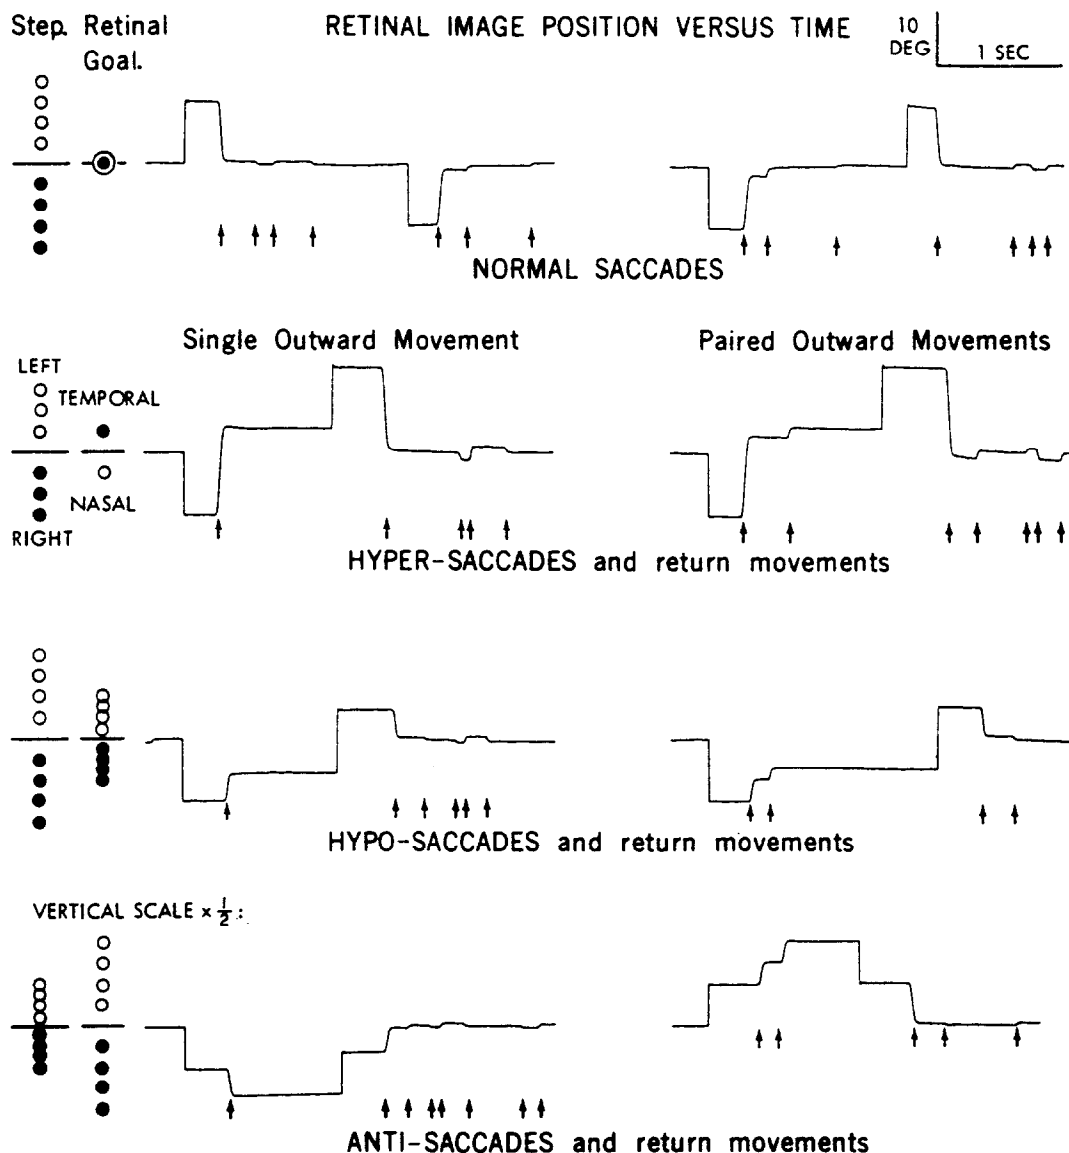 Step. Retinal Goal.
RETINAL IMAGE POSITION VERSUS TIME
10 DEG
1 SEC
NORMAL SACCADES
Single Outward Movement
Paired Outward Movements
LEFT
TEMPORAL
NASAL
RIGHT
HYPER-SACCADES and return movements
HYPO-SACCADES and return movements
VERTICAL SCALE × 1/2 :
ANTI-SACCADES and return movements